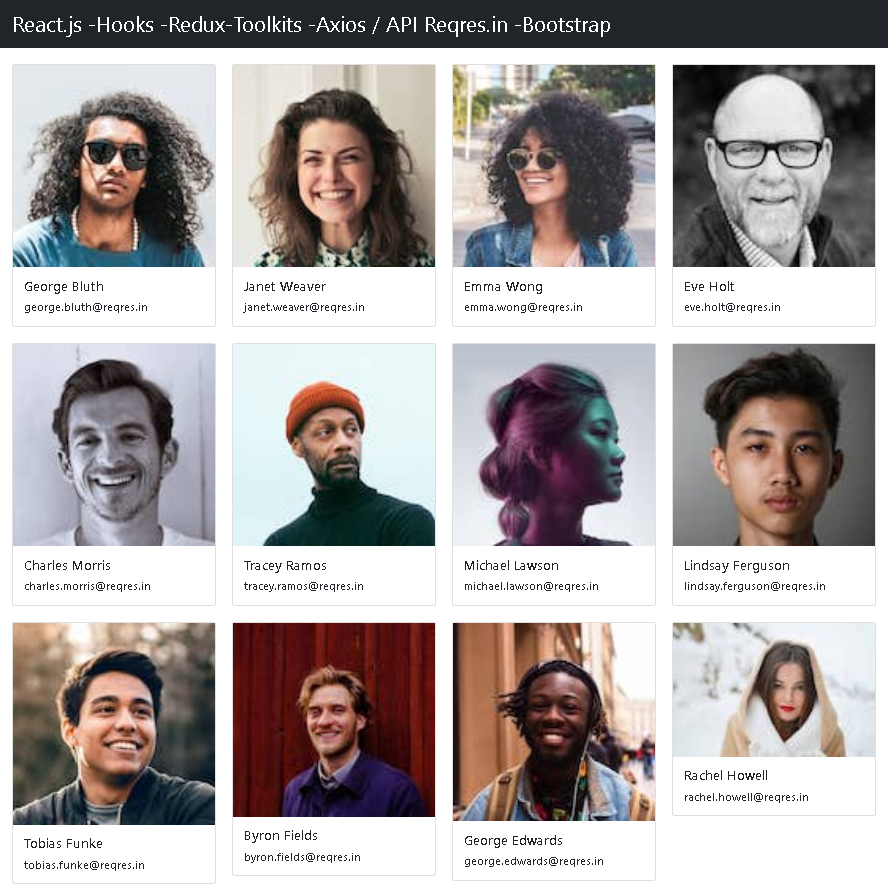 React.js -Hooks -Redux-Toolkits -Axios / API Reqres.in -Bootstrap
George Bluth
george.bluth@reqres.in
Janet Weaver
janet.weaver@reqres.in
Emma Wong
emma.wong@reqres.in
Eve Holt
eve.holt@reqres.in
Charles Morris
charles.morris@reqres.in
Tracey Ramos
tracey.ramos@reqres.in
Michael Lawson
michael.lawson@reqres.in
Lindsay Ferguson
lindsay.ferguson@reqres.in
Tobias Funke
tobias.funke@reqres.in
Byron Fields
byron.fields@reqres.in
George Edwards
george.edwards@reqres.in
Rachel Howell
rachel.howell@reqres.in